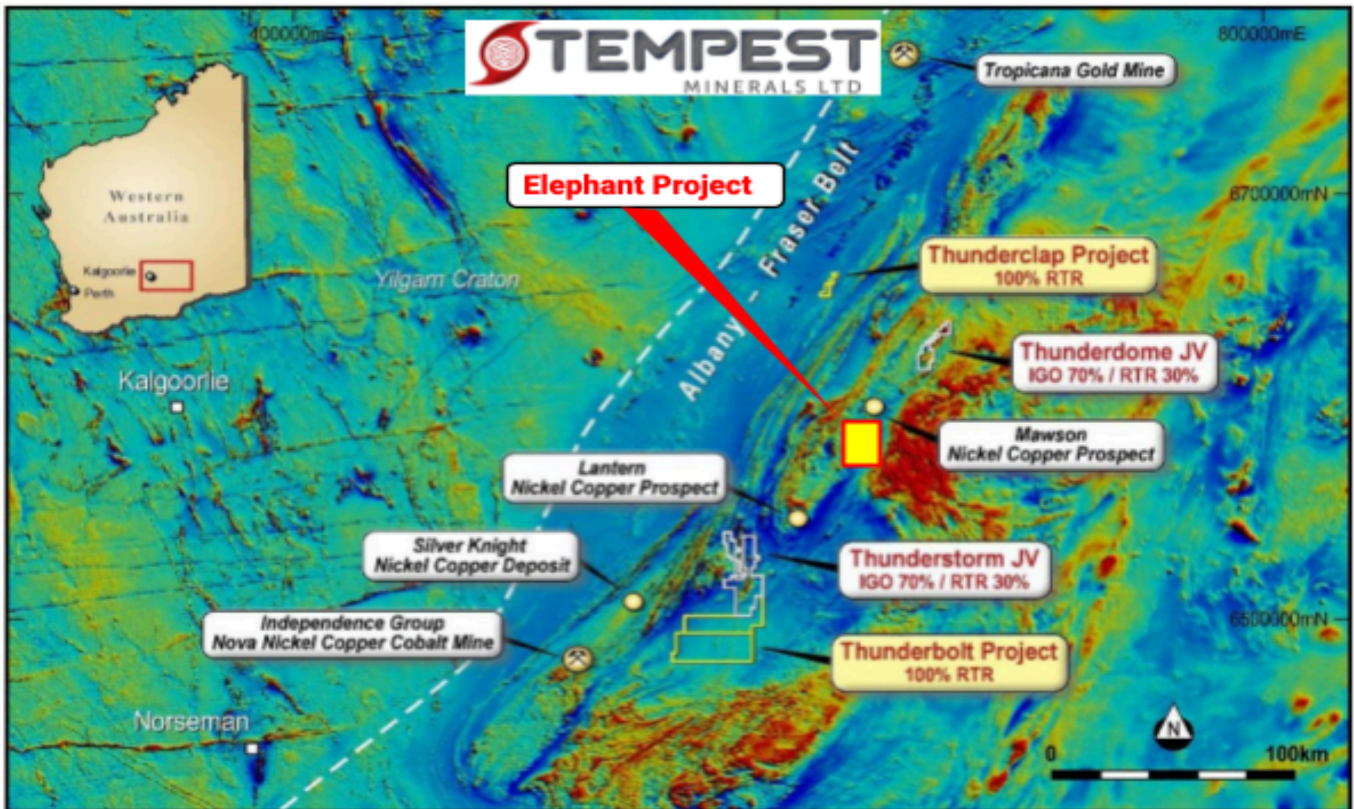 400000mE
TEMPEST
MINERALS LTD
800000mE
Tropicana Gold Mine
Western
Australia
Kalgoorlie
Perth
Elephant Project
6700000mN
Albany - Fraser Belt
Yilgarn Craton
Thunderclap Project
100% RTR
Thunderdome JV
IGO 70% / RTR 30%
Kalgoorlie
Mawson
Nickel Copper Prospect
Lantern
Nickel Copper Prospect
Silver Knight
Nickel Copper Deposit
Thunderstorm JV
IGO 70% / RTR 30%
Independence Group
Nova Nickel Copper Cobalt Mine
6500000mN
Thunderbolt Project
100% RTR
Norseman
N
0
100km